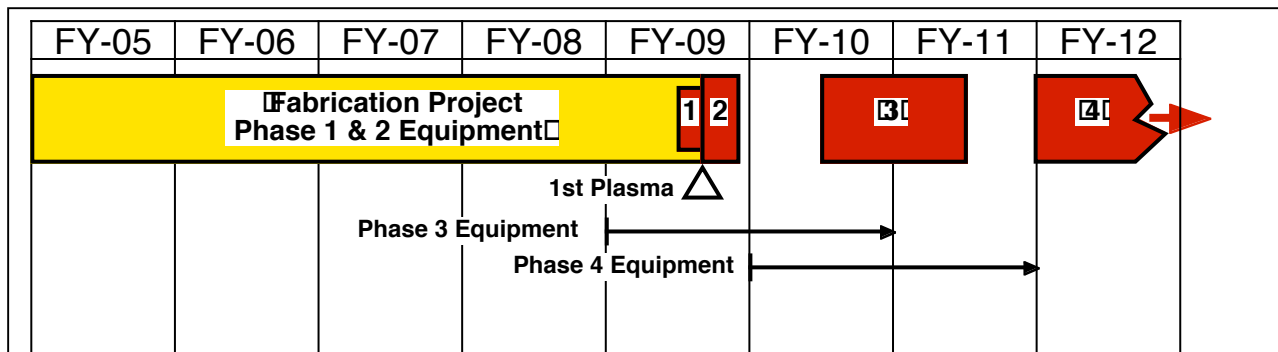 FY-05 FY-06 FY-07 FY-08 FY-09 FY-10 FY-11 FY-12
Fabrication Project
Phase 1 & 2 Equipment
1 2 3 4
1st Plasma
Phase 3 Equipment
Phase 4 Equipment